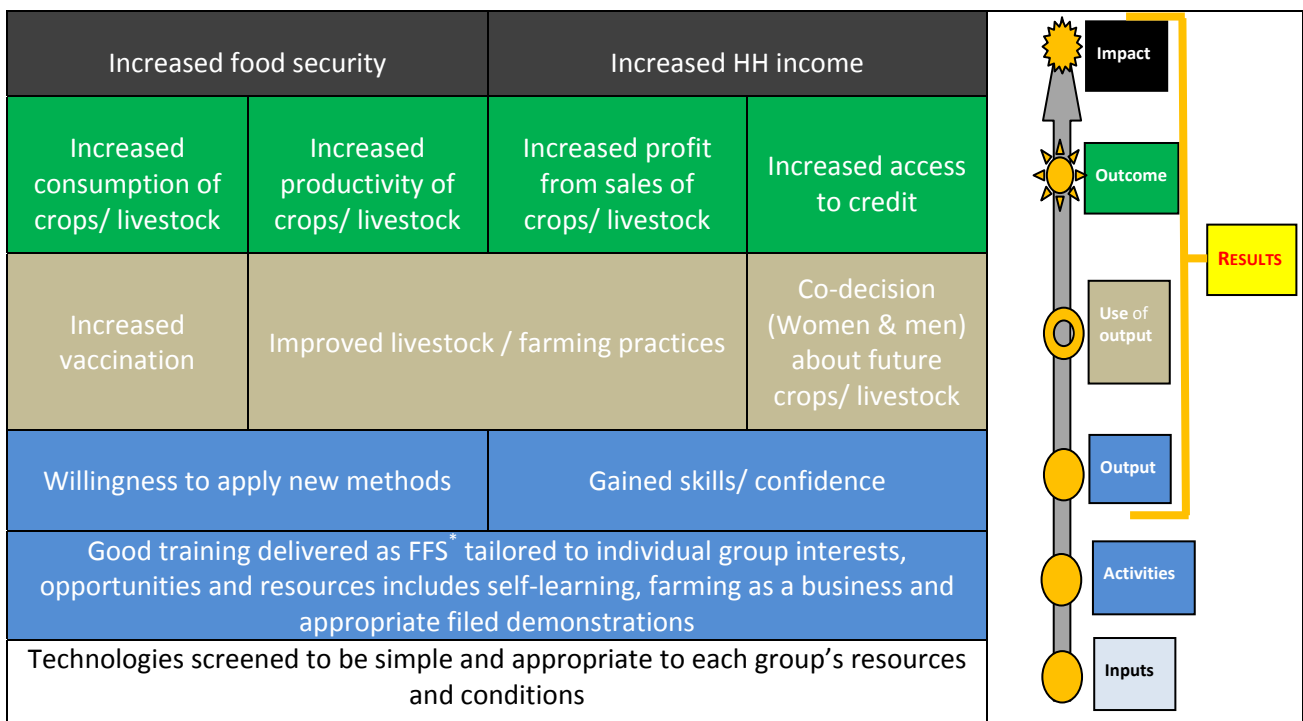 Increased food security
Increased HH income
Impact
Increased
consumption of
crops/ livestock
Increased
productivity of
crops/ livestock
Increased profit
from sales of
crops/ livestock
Increased access
to credit
Outcome
RESULTS
Increased
vaccination
Improved livestock / farming practices
Co-decision
(Women & men)
about future
crops/ livestock
Use of
output
Willingness to apply new methods
Gained skills/ confidence
Output
Good training delivered as FFS* tailored to individual group interests,
opportunities and resources includes self-learning, farming as a business and
appropriate filed demonstrations
Activities
Technologies screened to be simple and appropriate to each group’s resources
and conditions
Inputs